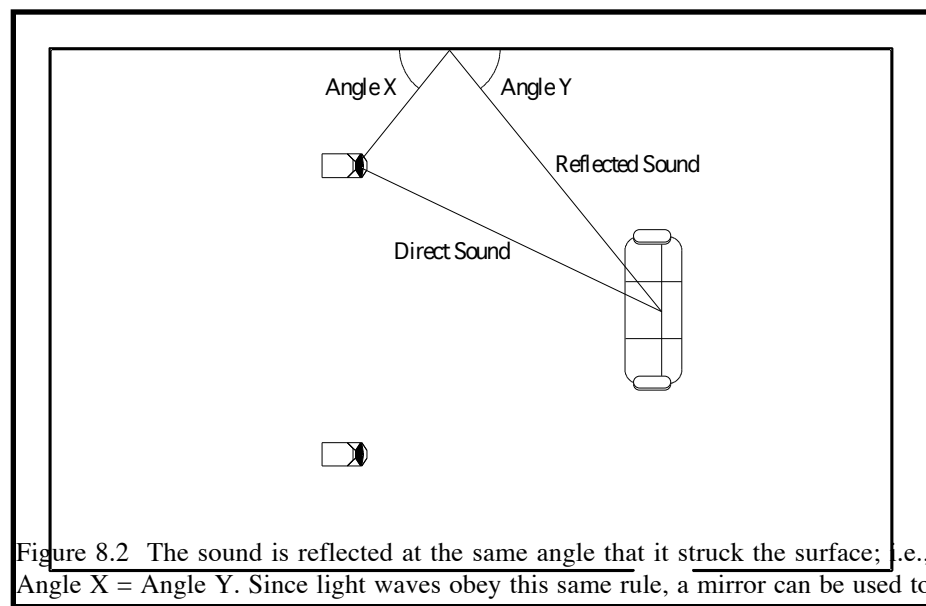 Angle X
Angle Y
Reflected Sound
Direct Sound
Figure 8.2 The sound is reflected at the same angle that it struck the surface; i.e.,
Angle X = Angle Y. Since light waves obey this same rule, a mirror can be used to